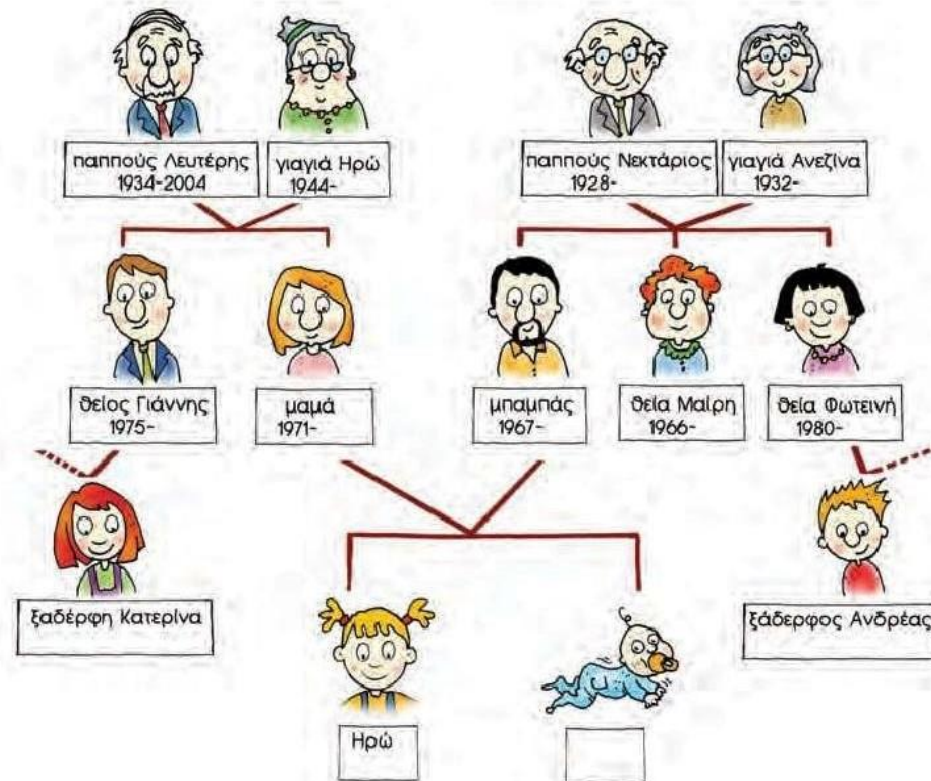 παππούς Λευτέρης
1934-2004
γιαγιά Ηρώ
1944-
παππούς Νεκτάριος
1928-
γιαγιά Ανεζίνα
1932-
θείος Γιάννης
1975-
μαμά
1971-
μπαμπάς
1967-
θεία Μαίρη
1966-
θεία Φωτεινή
1980-
ξαδέρφη Κατερίνα
ξάδερφος Ανδρέας
Ηρώ